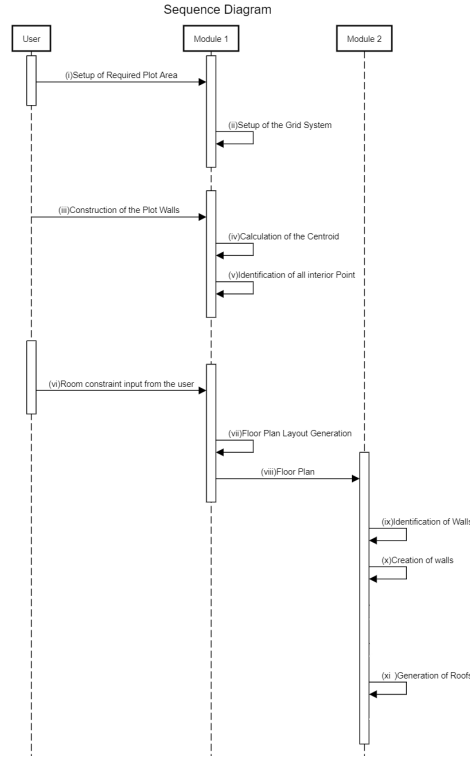 Sequence Diagram
User
Module 1
Module 2
(i)Setup of Required Plot Area
(ii)Setup of the Grid System
(iii)Construction of the Plot Walls
(iv)Calculation of the Centroid
(v)Identification of all interior Point
(vi)Room constraint input from the user
(vii)Floor Plan Layout Generation
(viii)Floor Plan
(ix)Identification of Walls
(x)Creation of walls
(xi )Generation of Roofs